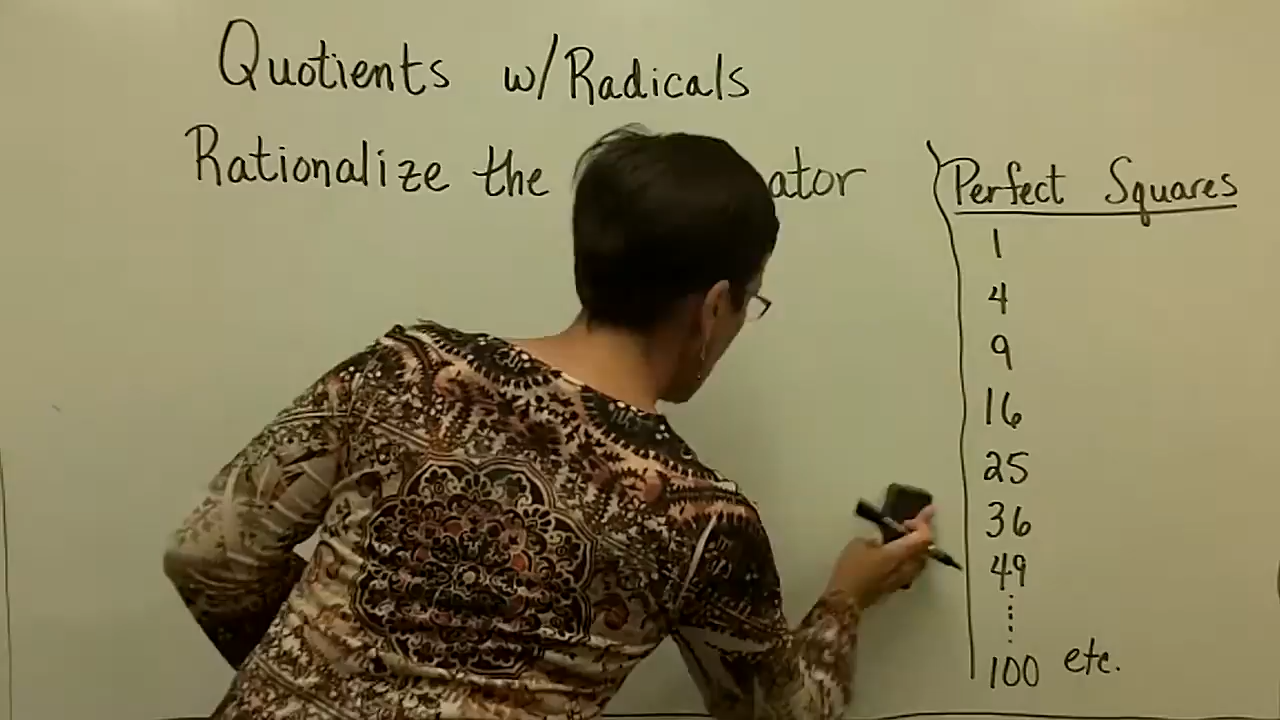 Quotients w/Radicals
Rationalize the ator
Perfect Squares
1
4
9
16
25
36
49
100 etc.